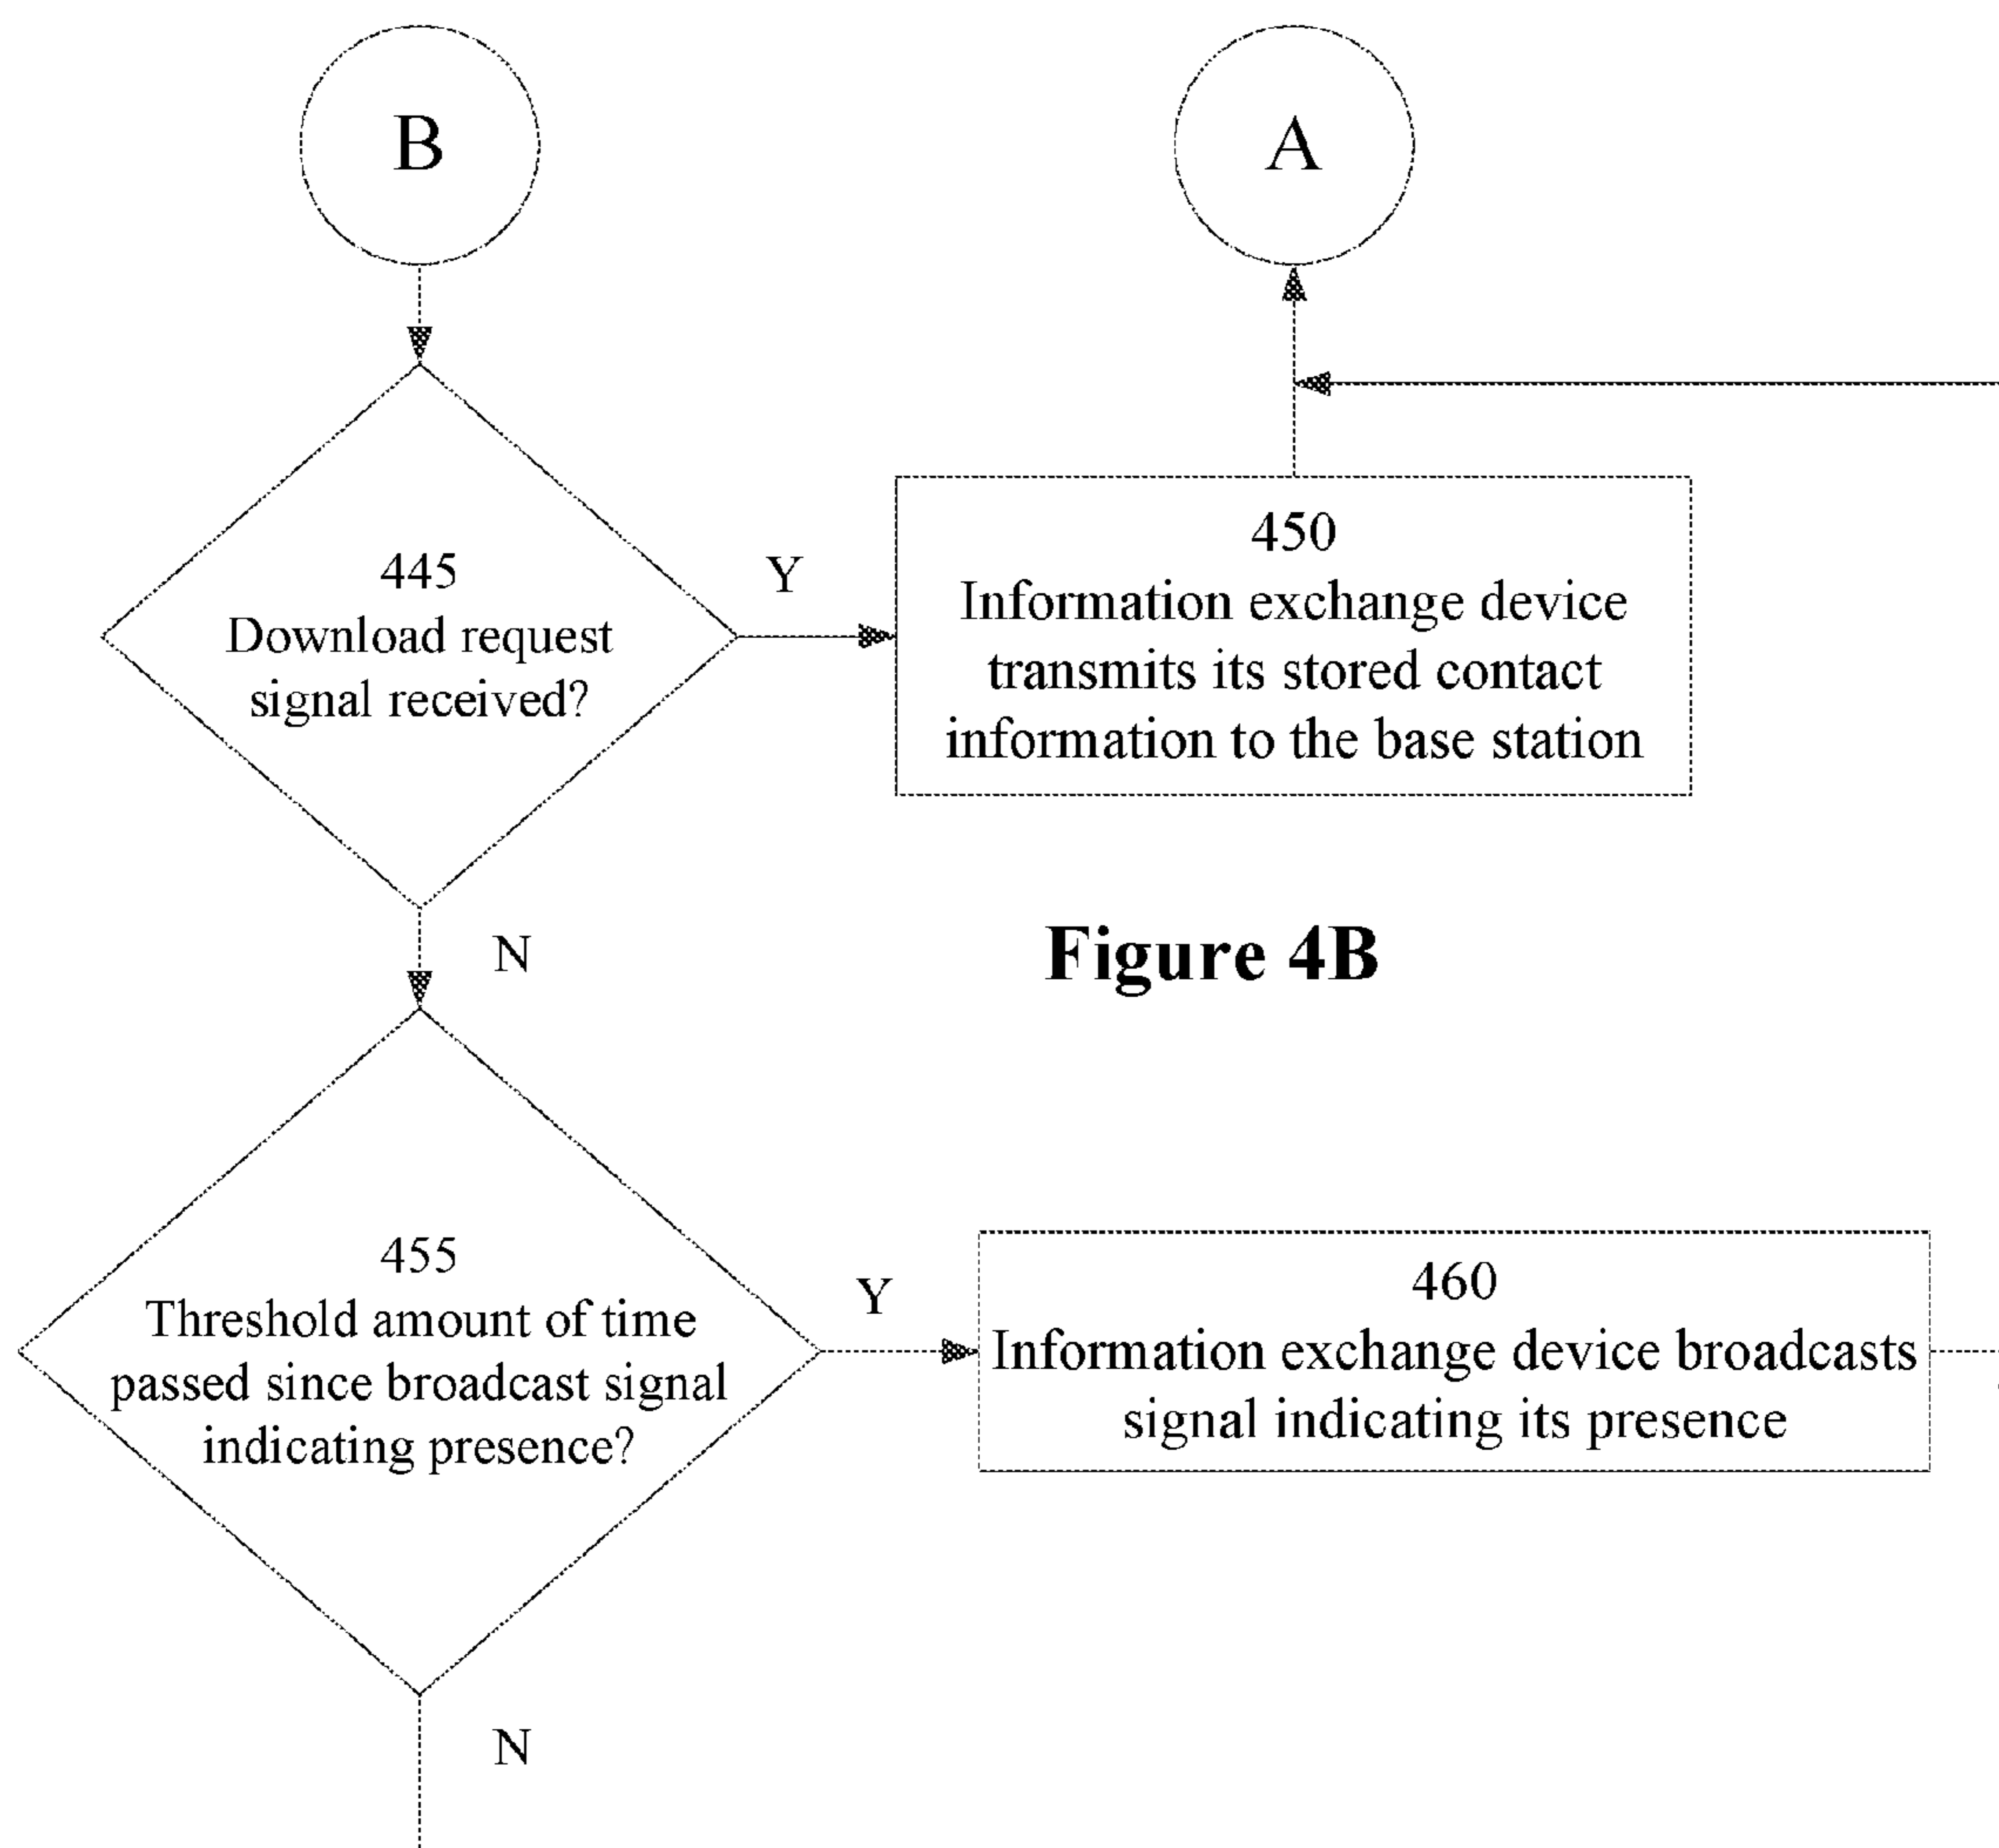 B
A
445
Download request
signal received?
Y
450
Information exchange device
transmits its stored contact
information to the base station
N
Figure 4B
455
Threshold amount of time
passed since broadcast signal
indicating presence?
Y
460
Information exchange device broadcasts
signal indicating its presence
N